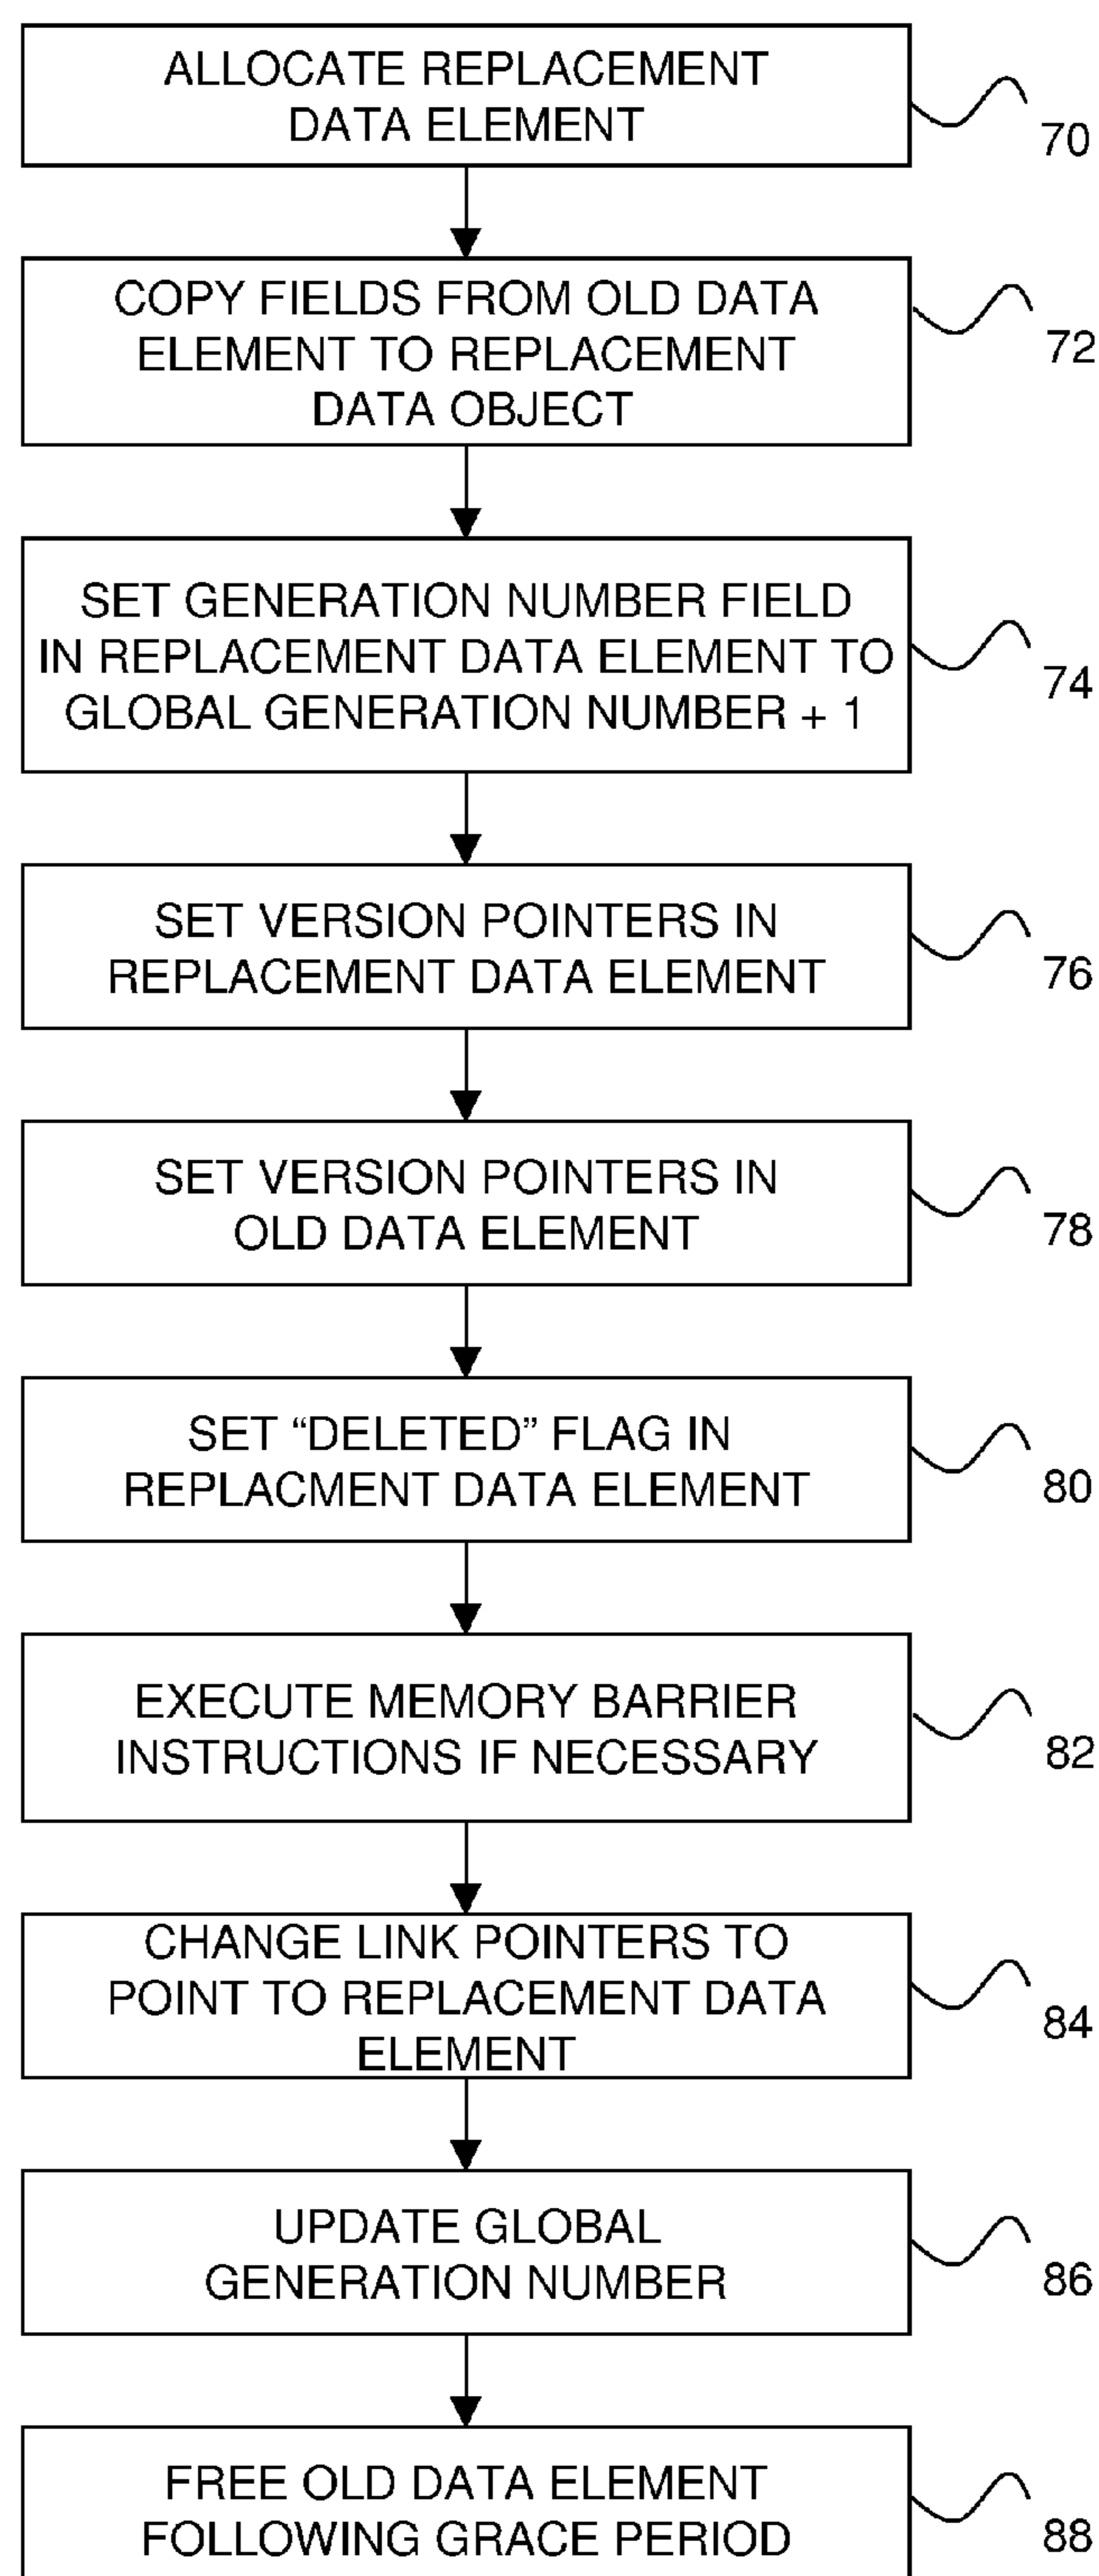 ALLOCATE REPLACEMENT
DATA ELEMENT
70
COPY FIELDS FROM OLD DATA
ELEMENT TO REPLACEMENT
DATA OBJECT
72
SET GENERATION NUMBER FIELD
IN REPLACEMENT DATA ELEMENT TO
GLOBAL GENERATION NUMBER + 1
74
SET VERSION POINTERS IN
REPLACEMENT DATA ELEMENT
76
SET VERSION POINTERS IN
OLD DATA ELEMENT
78
SET “DELETED” FLAG IN
REPLACMENT DATA ELEMENT
80
EXECUTE MEMORY BARRIER
INSTRUCTIONS IF NECESSARY
82
CHANGE LINK POINTERS TO
POINT TO REPLACEMENT DATA
ELEMENT
84
UPDATE GLOBAL
GENERATION NUMBER
86
FREE OLD DATA ELEMENT
FOLLOWING GRACE PERIOD
88